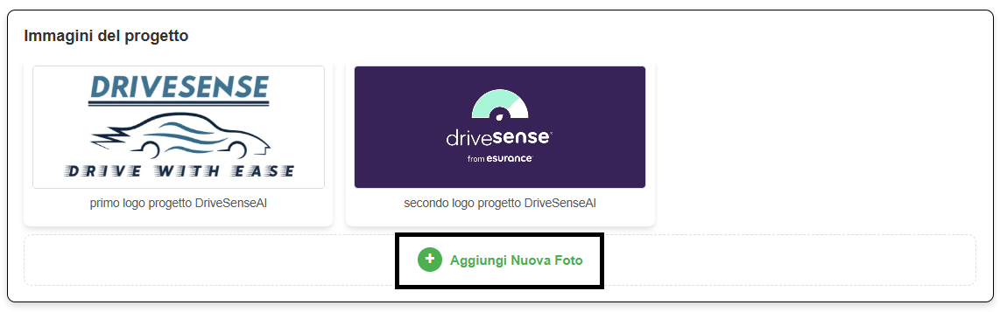 Immagini del progetto
DRIVESENSE
DRIVE WITH EASE
primo logo progetto DriveSenseAI
drivesense
from esurance
secondo logo progetto DriveSenseAI
+ Aggiungi Nuova Foto